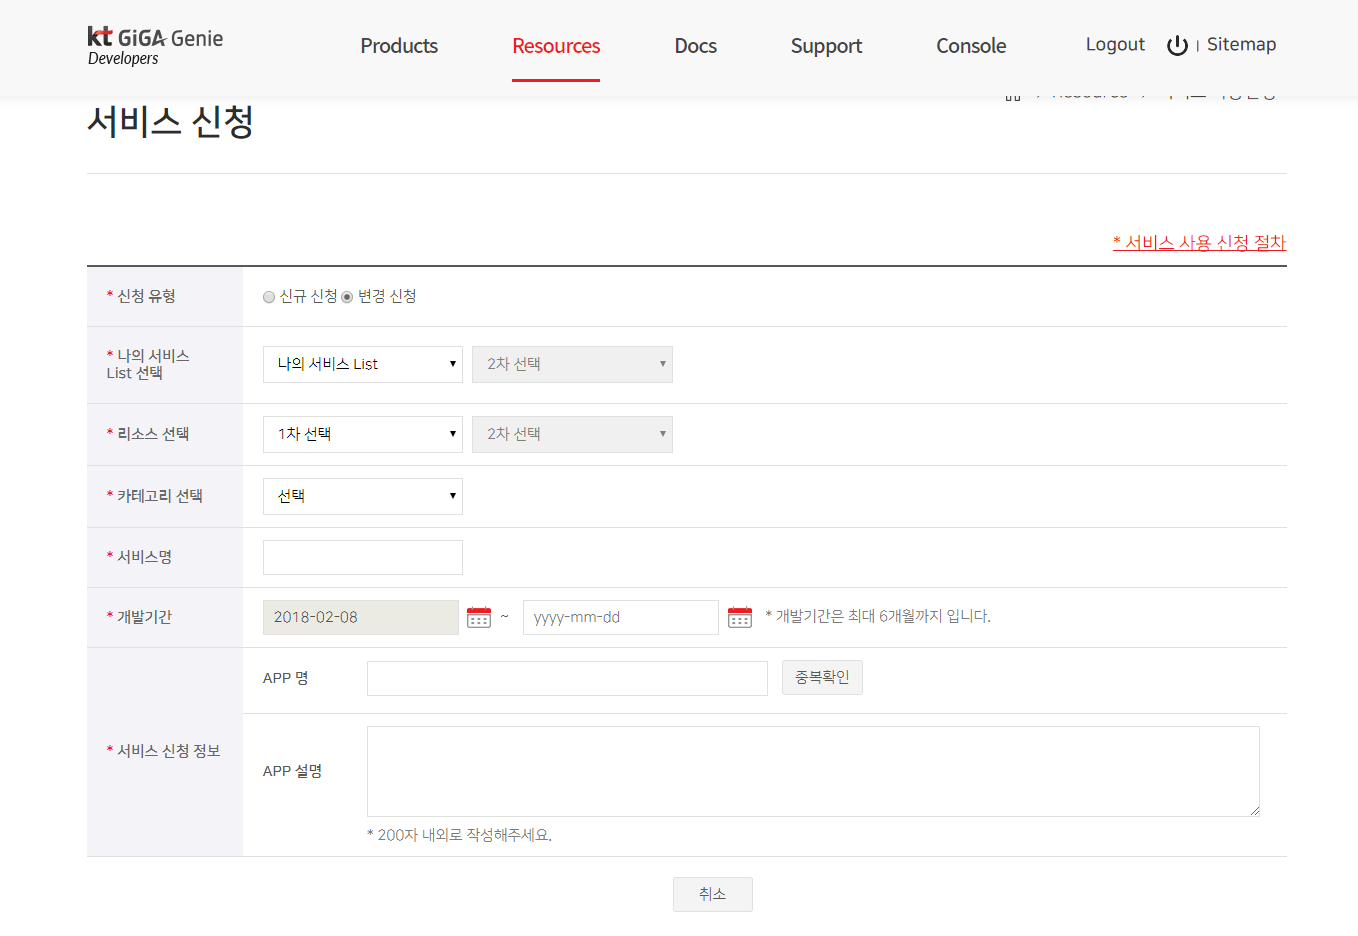 kt GiGA Genie
Developers
Products
Resources
Docs
Support
Console
Logout
| Sitemap
서비스 신청
* 서비스 사용 신청 절차
* 신청 유형
신규 신청 변경 신청
* 나의 서비스
List 선택
나의 서비스 List
2차 선택
* 리소스 선택
1차 선택
2차 선택
* 카테고리 선택
선택
* 서비스명
* 개발기간
2018-02-08
~
yyyy-mm-dd
* 개발기간은 최대 6개월까지 입니다.
* 서비스 신청 정보
APP 명
중복확인
APP 설명
* 200자 내외로 작성해주세요.
취소